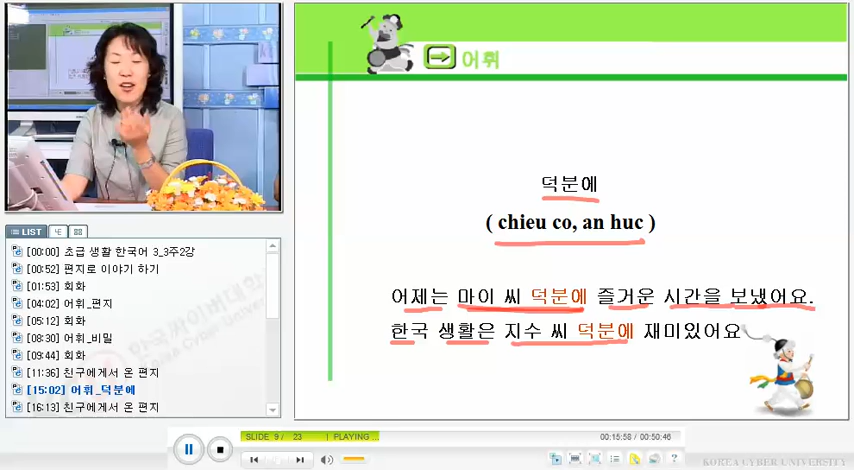 어휘
덕분에
( chieu co, an huc )
어제는 마이 씨 덕분에 즐거운 시간을 보냈어요.
한국 생활은 지수 씨 덕분에 재미있어요
LIST
[00:00] 초급 생활 한국어 3_3주2강
[00:52] 편지로 이야기 하기
[01:53] 회화
[04:02] 어휘_편지
[05:12] 회화
[08:30] 어휘_비밀
[09:44] 회화
[11:36] 친구에게서 온 편지
[15:02] 어휘_덕분에
[16:13] 친구에게서 온 편지
SLIDE 9 / 23 | PLAYING ...
00:15:58 / 00:50:46
KOREA CYBER UNIVERSITY